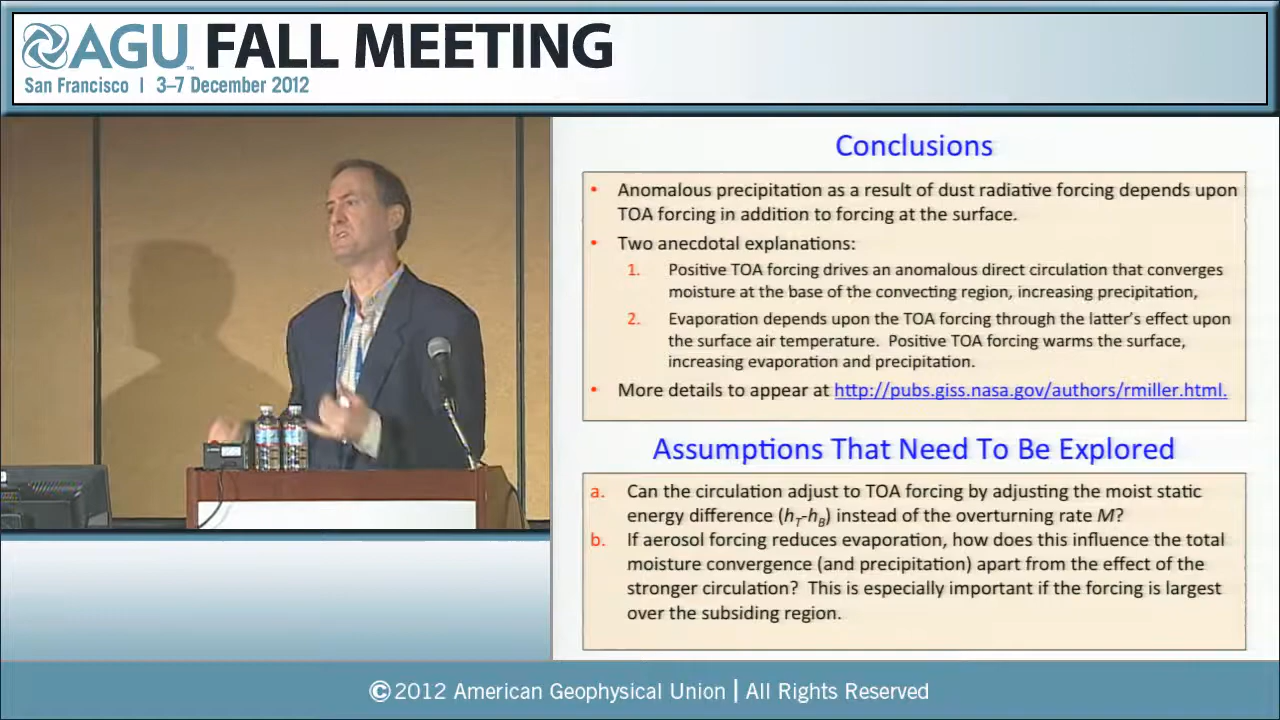 AGU FALL MEETING
San Francisco | 3–7 December 2012
Conclusions
• Anomalous precipitation as a result of dust radiative forcing depends upon
TOA forcing in addition to forcing at the surface.
• Two anecdotal explanations:
1. Positive TOA forcing drives an anomalous direct circulation that converges
moisture at the base of the convecting region, increasing precipitation,
2. Evaporation depends upon the TOA forcing through the latter's effect upon
the surface air temperature. Positive TOA forcing warms the surface,
increasing evaporation and precipitation.
• More details to appear at http://pubs.giss.nasa.gov/authors/rmiller.html.
Assumptions That Need To Be Explored
a. Can the circulation adjust to TOA forcing by adjusting the moist static
energy difference (hT-hB) instead of the overturning rate M?
b. If aerosol forcing reduces evaporation, how does this influence the total
moisture convergence (and precipitation) apart from the effect of the
stronger circulation? This is especially important if the forcing is largest
over the subsiding region.
©2012 American Geophysical Union | All Rights Reserved